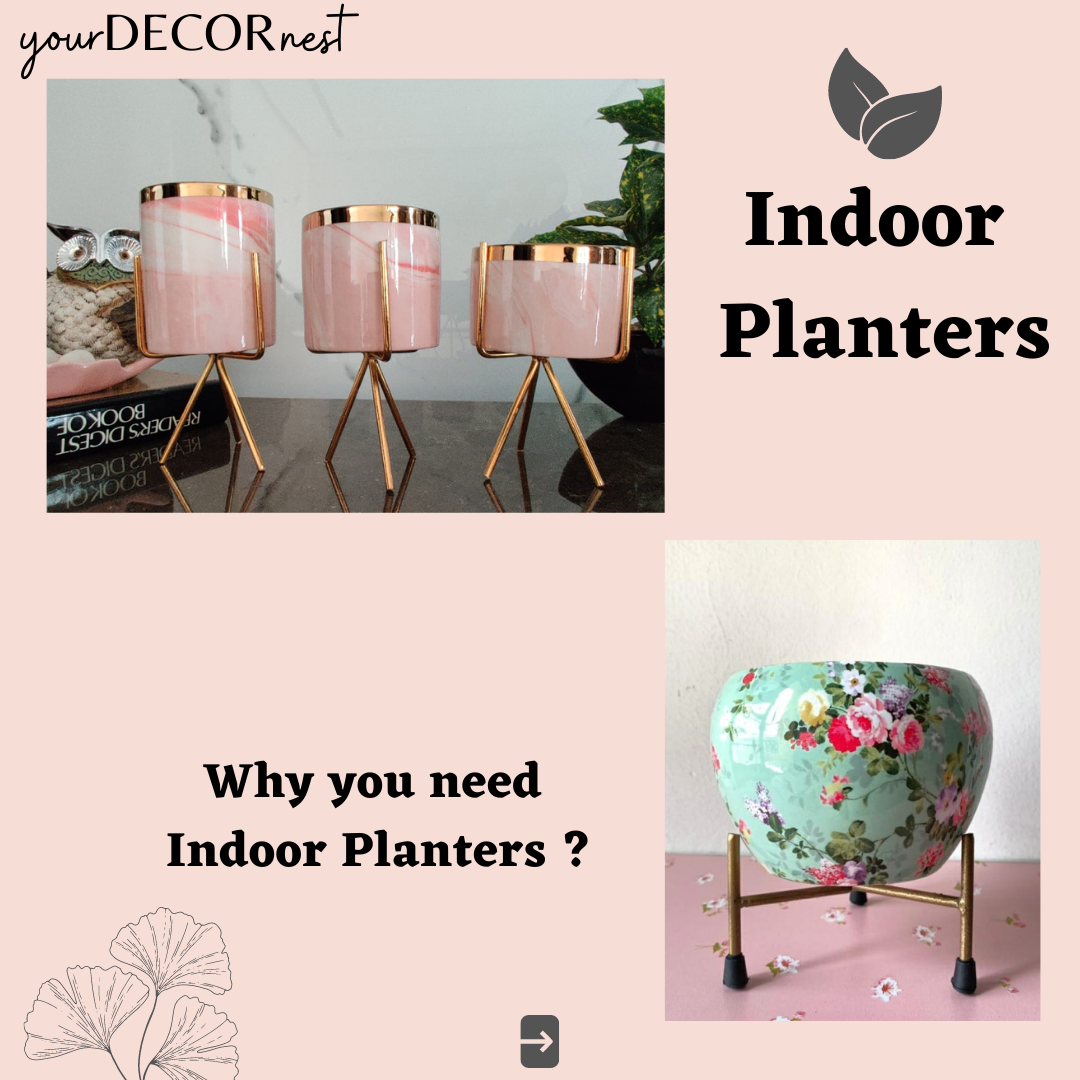 yourDECORnest
Indoor
Planters
READER'S DIGEST
BOOK OF
Why you need
Indoor Planters ?